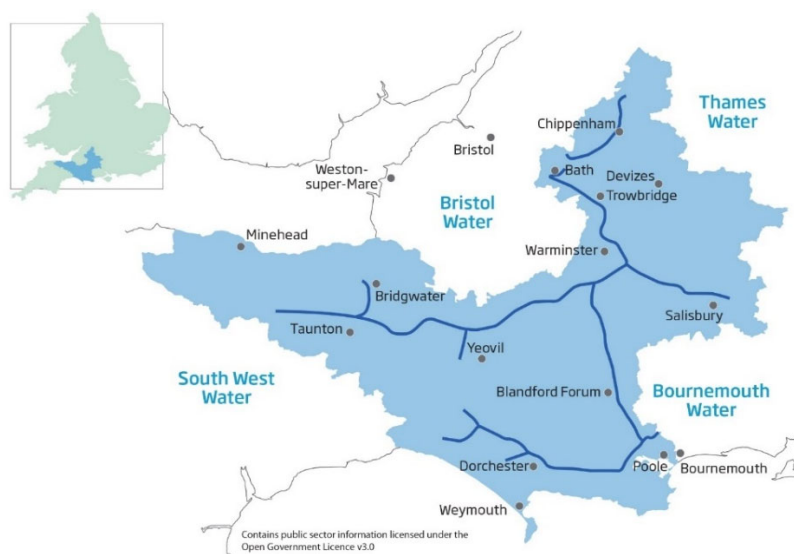 Thames
Water
Chippenham
Bristol
Weston-
super-Mare
Bath
Devizes
Trowbridge
Bristol
Water
Minehead
Warminster
Bridgwater
Salisbury
Taunton
Yeovil
South West
Water
Blandford Forum
Bournemouth
Water
Dorchester
Poole
Bournemouth
Weymouth
Contains public sector information licensed under the
Open Government Licence v3.0